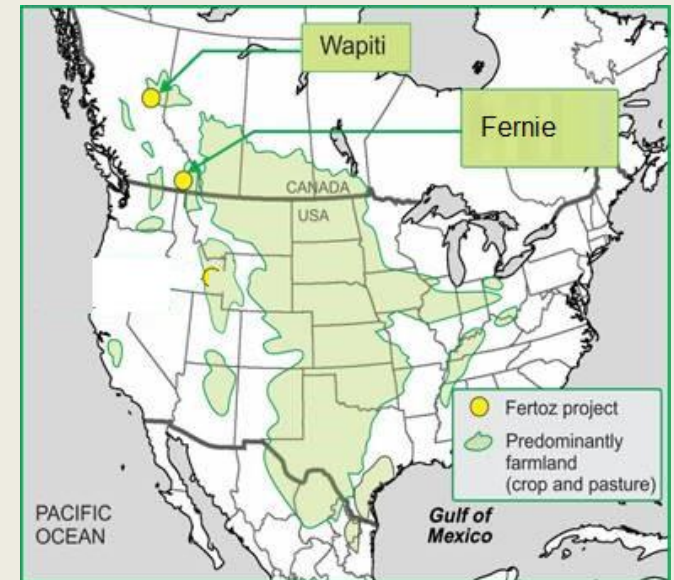 Wapiti
Fernie
CANADA
USA
Fertoz project
Predominantly
farmland
(crop and pasture)
PACIFIC
OCEAN
Gulf of
Mexico